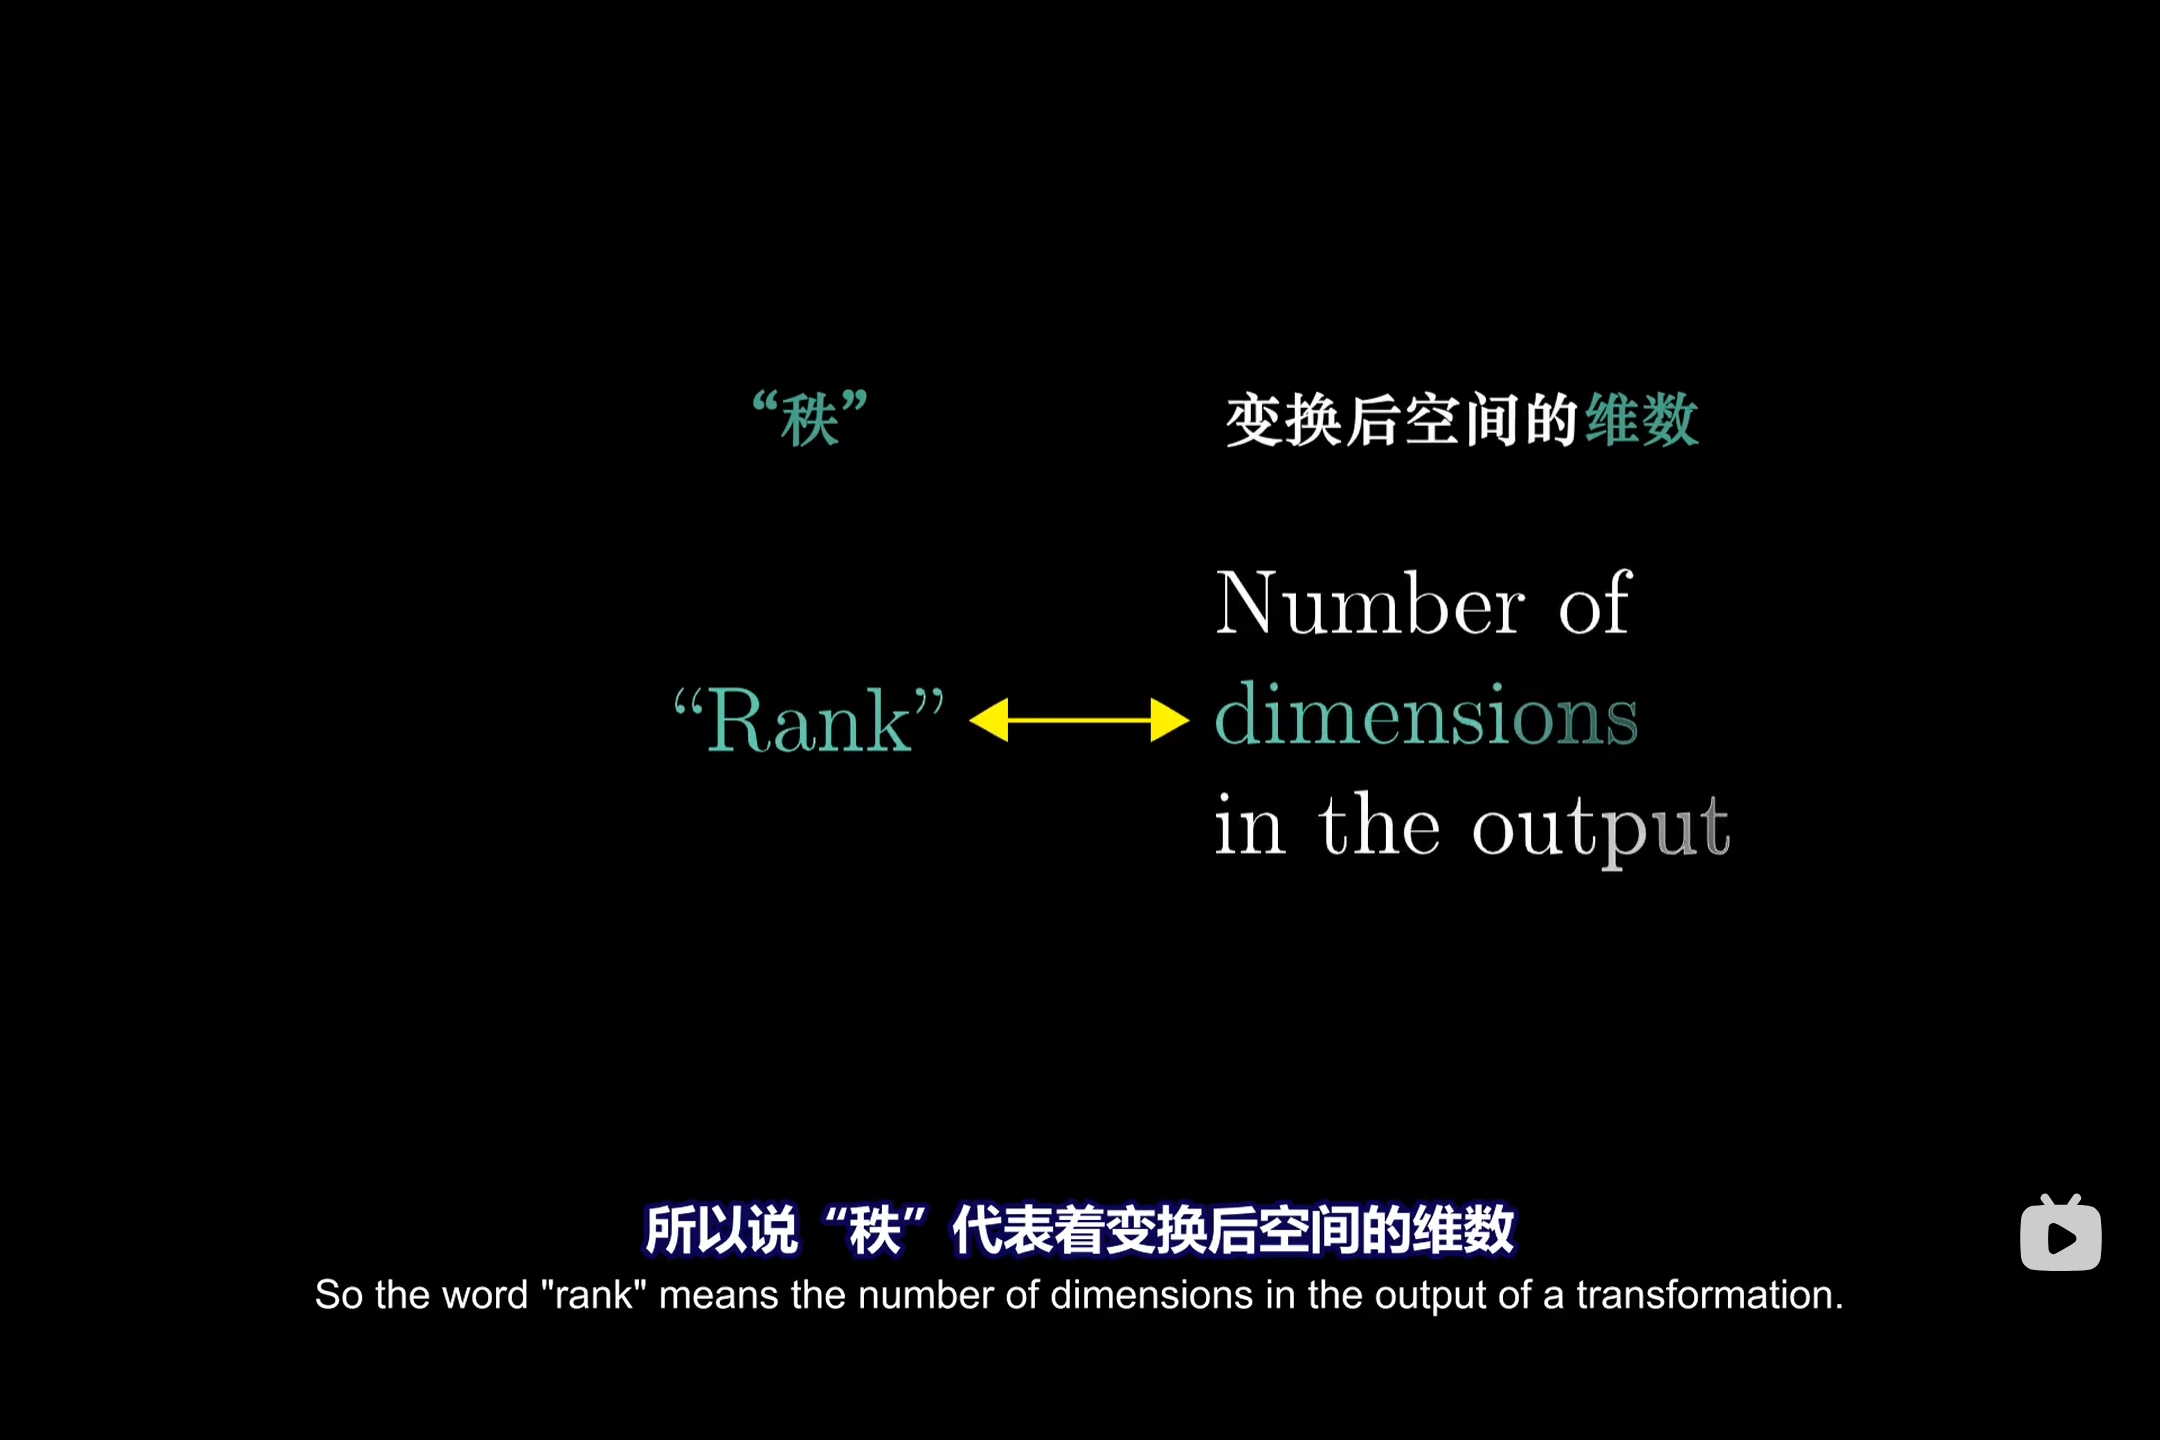 “秩”
变换后空间的维数
Number of
“Rank”
dimensions
in the output
所以说“秩”代表着变换后空间的维数
So the word "rank" means the number of dimensions in the output of a transformation.